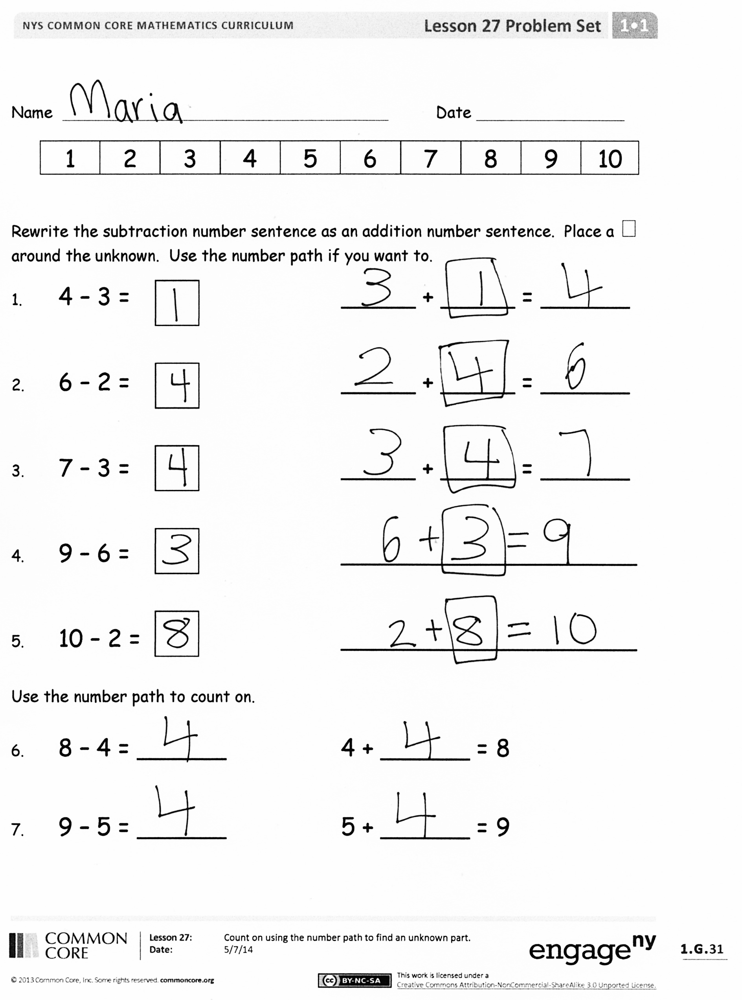 NYS COMMON CORE MATHEMATICS CURRICULUM Lesson 27 Problem Set 1•1
Name Maria Date
1 2 3 4 5 6 7 8 9 10
Rewrite the subtraction number sentence as an addition number sentence. Place a □
around the unknown. Use the number path if you want to.
1. 4 - 3 = 1 3 + 1 = 4
2. 6 - 2 = 4 2 + 4 = 6
3. 7 - 3 = 4 3 + 4 = 7
4. 9 - 6 = 3 6 + 3 = 9
5. 10 - 2 = 8 2 + 8 = 10
Use the number path to count on.
6. 8 - 4 = 4 4 + 4 = 8
7. 9 - 5 = 4 5 + 4 = 9
COMMON CORE
Lesson 27: Count on using the number path to find an unknown part.
Date: 5/7/14
engage ny
1.G.31
© 2013 Common Core, Inc. Some rights reserved. commoncore.org
cc BY-NC-SA
This work is licensed under a
Creative Commons Attribution-NonCommercial-ShareAlike 3.0 Unported License.